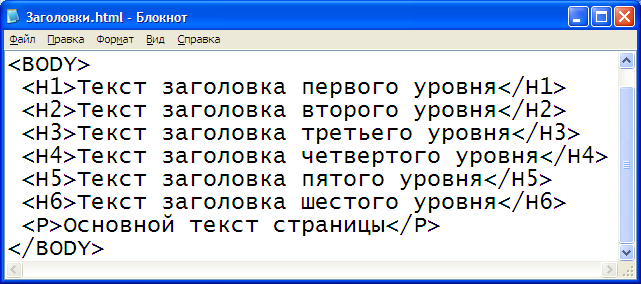 Заголовки.html - Блокнот
Файл Правка Формат Вид Справка
<BODY>
<H1>Текст заголовка первого уровня</H1>
<H2>Текст заголовка второго уровня</H2>
<H3>Текст заголовка третьего уровня</H3>
<H4>Текст заголовка четвертого уровня</H4>
<H5>Текст заголовка пятого уровня</H5>
<H6>Текст заголовка шестого уровня</H6>
<P>Основной текст страницы</P>
</BODY>